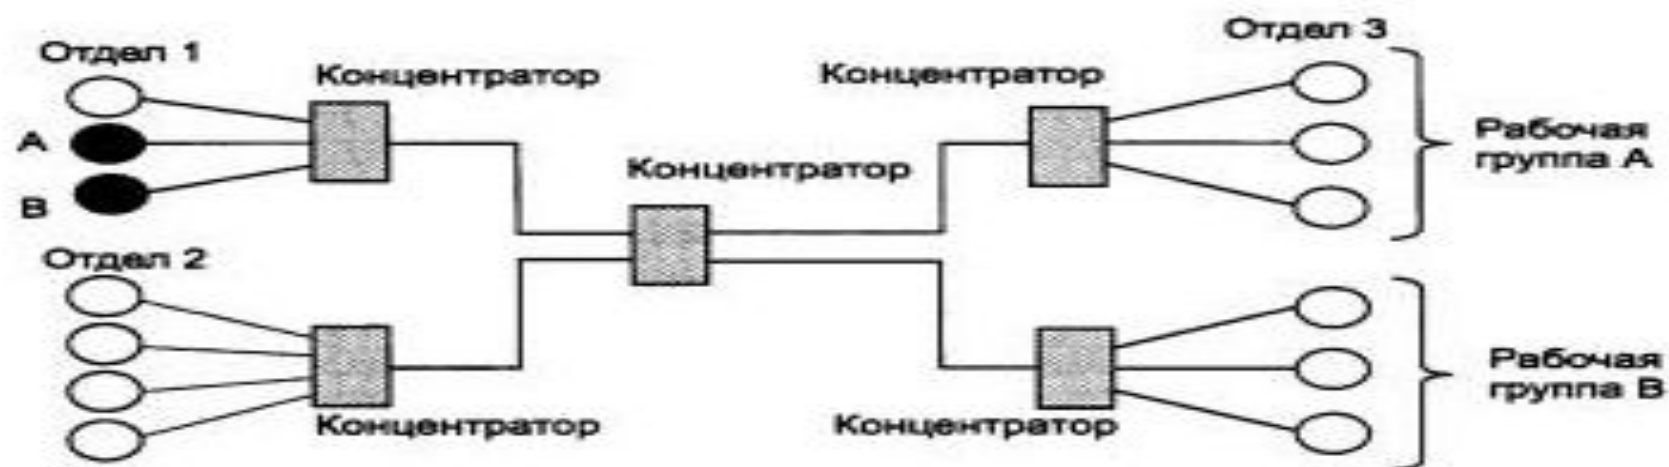 Отдел 1
Концентратор
Концентратор
Отдел 3
A
B
Концентратор
Рабочая
группа A
Отдел 2
Концентратор
Концентратор
Рабочая
группа B